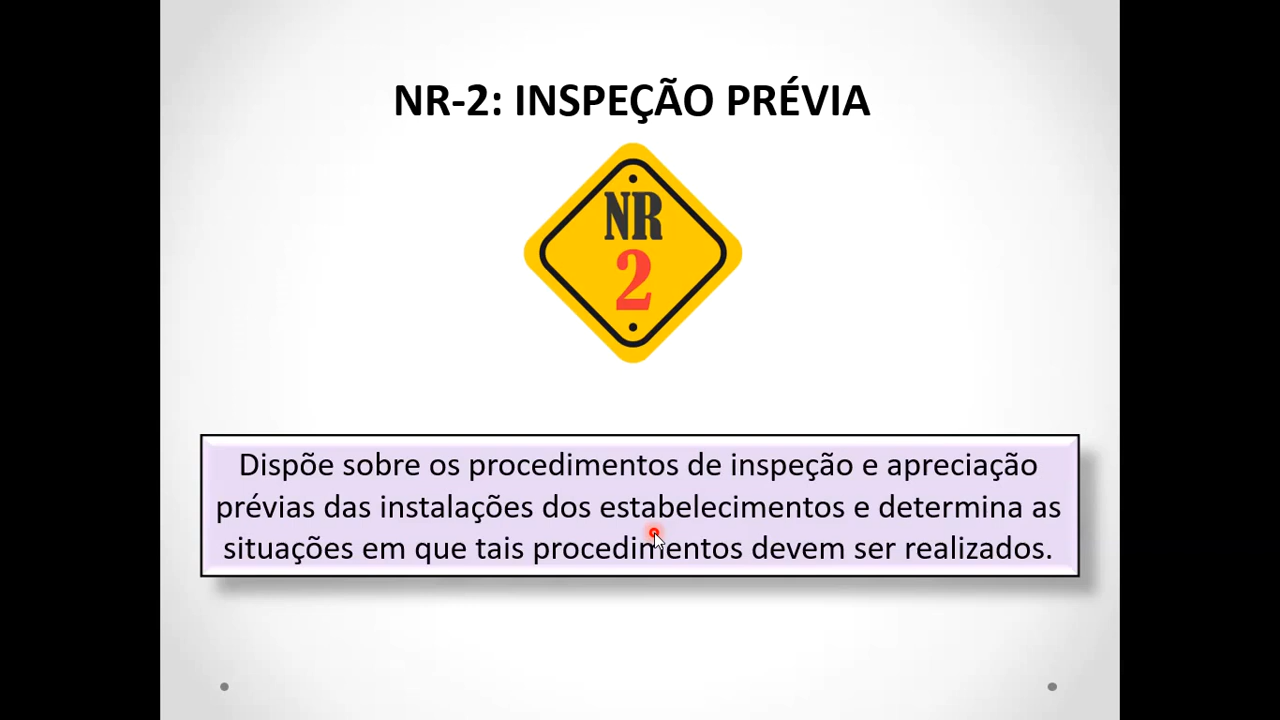 NR-2: INSPEÇÃO PRÉVIA
NR
2
Dispõe sobre os procedimentos de inspeção e apreciação
prévias das instalações dos estabelecimentos e determina as
situações em que tais procedimentos devem ser realizados.